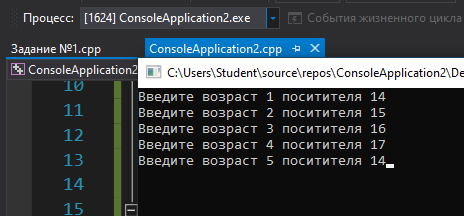 Процесс: [1624] ConsoleApplication2.exe События жизненного цикла
Задание №1.cpp ConsoleApplication2.cpp
ConsoleApplication2 C:\Users\Student\source\repos\ConsoleApplication2\De
10 Введите возраст 1 поситителя 14
11 Введите возраст 2 поситителя 15
12 Введите возраст 3 поситителя 16
13 Введите возраст 4 поситителя 17
14 Введите возраст 5 поситителя 14
15